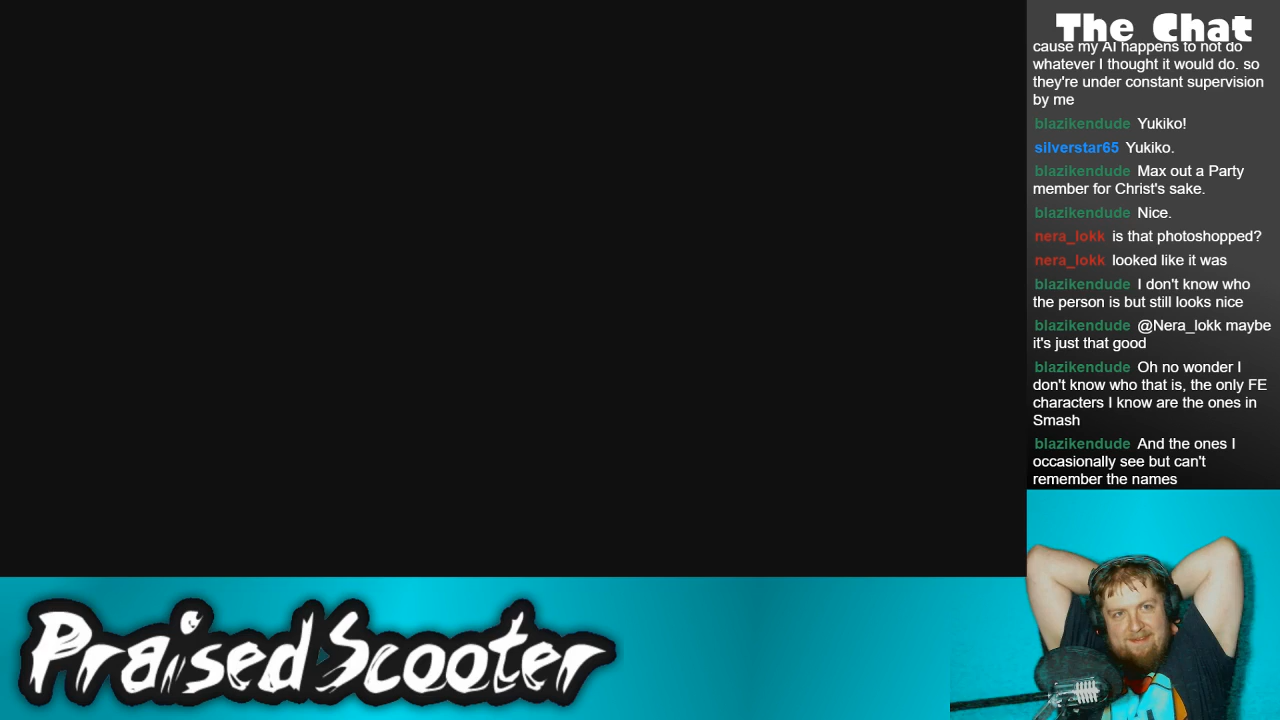 The Chat
cause my AI happens to not do
whatever I thought it would do. so
they're under constant supervision
by me
blazikendude Yukiko!
silverstar65 Yukiko.
blazikendude Max out a Party
member for Christ's sake.
blazikendude Nice.
nera_lokk is that photoshopped?
nera_lokk looked like it was
blazikendude I don't know who
the person is but still looks nice
blazikendude @Nera_lokk maybe
it's just that good
blazikendude Oh no wonder I
don't know who that is, the only FE
characters I know are the ones in
Smash
blazikendude And the ones I
occasionally see but can't
remember the names
PraisedScooter